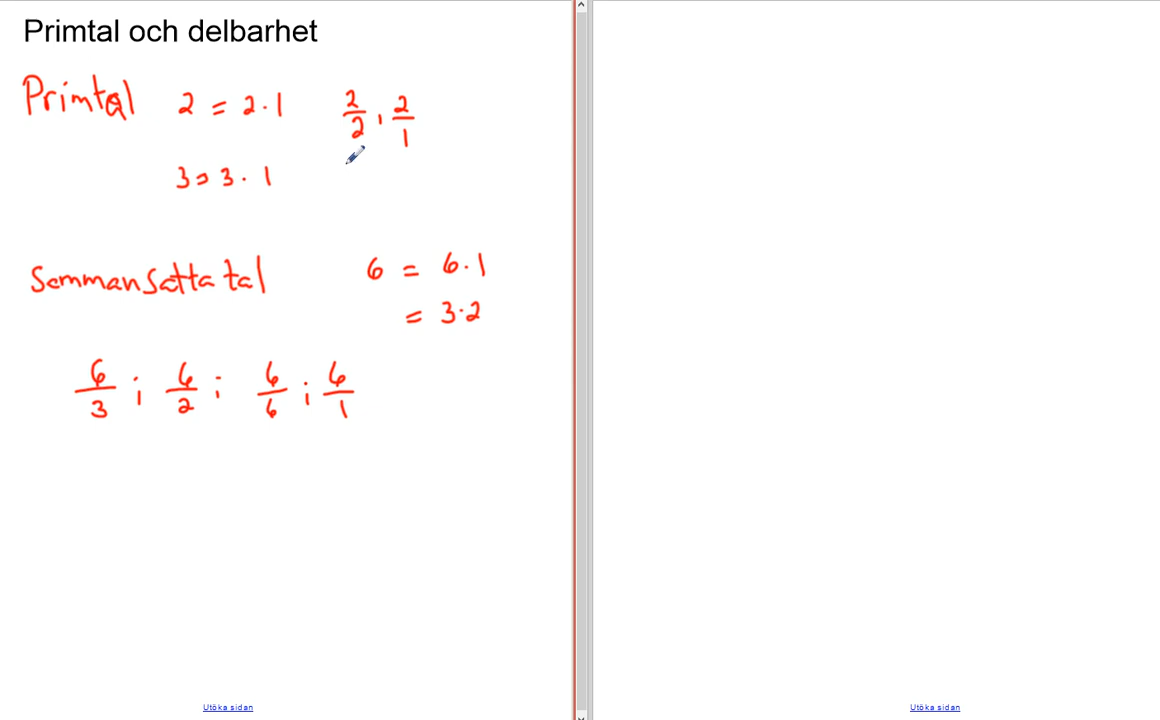 Primtal och delbarhet
Primtal 2 = 2·1 2/2, 2/1
3 = 3·1
Sammansatta tal 6 = 6·1
= 3·2
6/3 ; 6/2 ; 6/6 ; 6/1
Utöka sidan
Utöka sidan